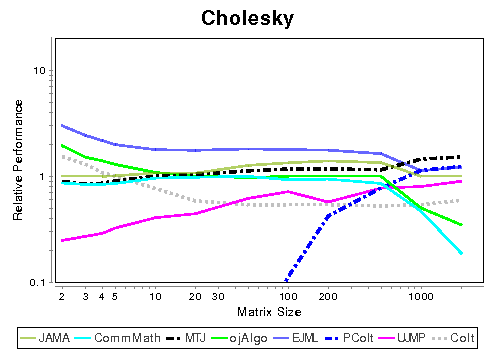 Cholesky
10
1
0.1
Relative Performance
2 3 4 5 10 20 30 100 200 1000
Matrix Size
JAMA CommMath MTJ ojAlgo EJML PColt UJMP Colt